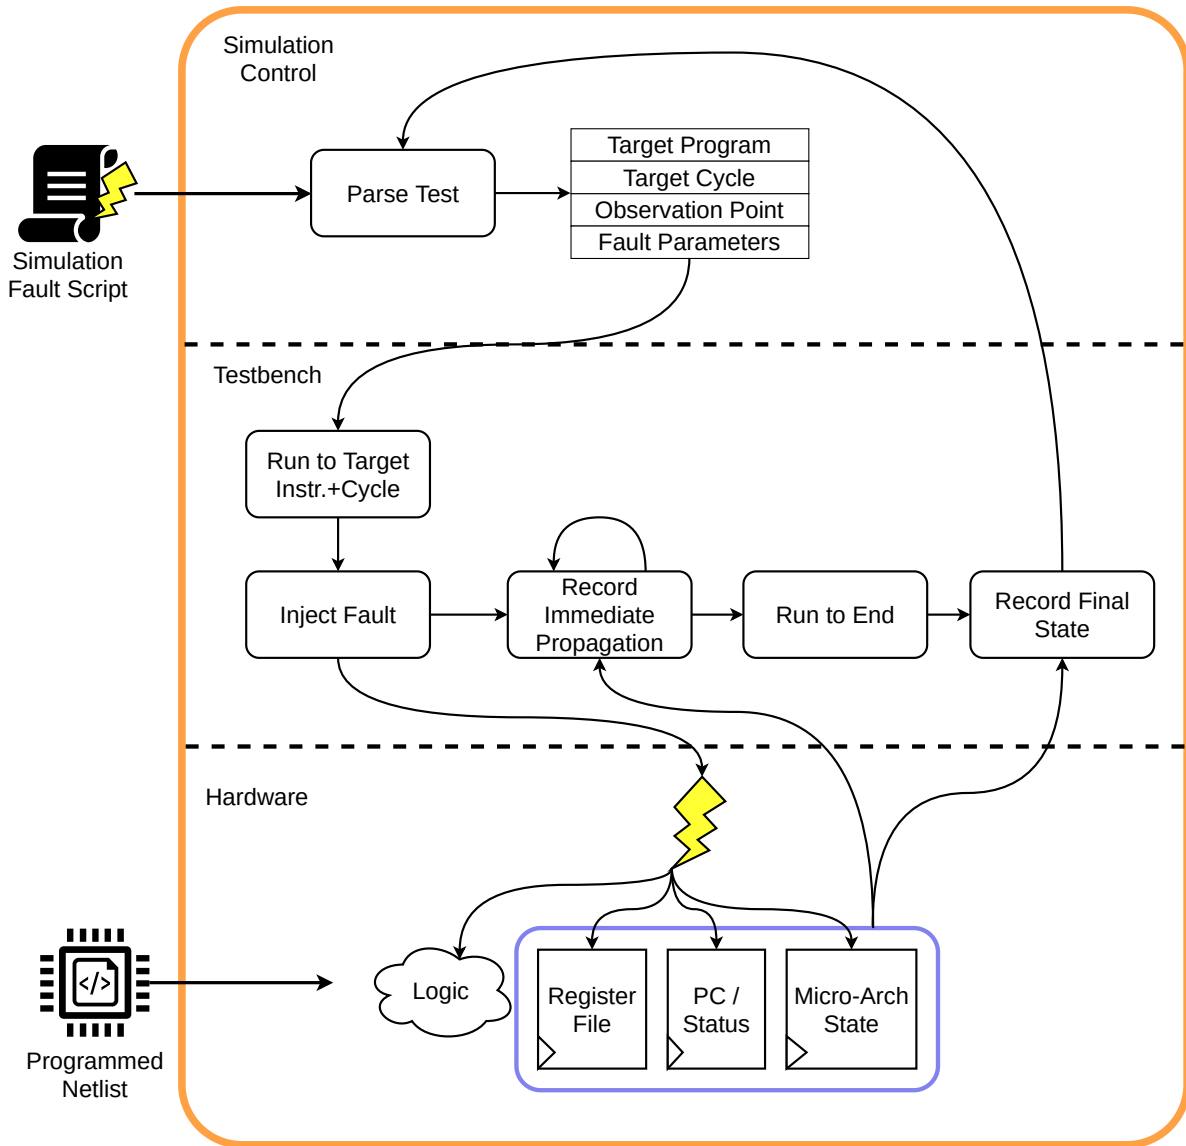 Simulation
Control
Parse Test
Target Program
Target Cycle
Observation Point
Fault Parameters
Simulation
Fault Script
Testbench
Run to Target
Instr.+Cycle
Inject Fault
Record
Immediate
Propagation
Run to End
Record Final
State
Hardware
</>
Logic
Register
File
PC /
Status
Micro-Arch
State
Programmed
Netlist